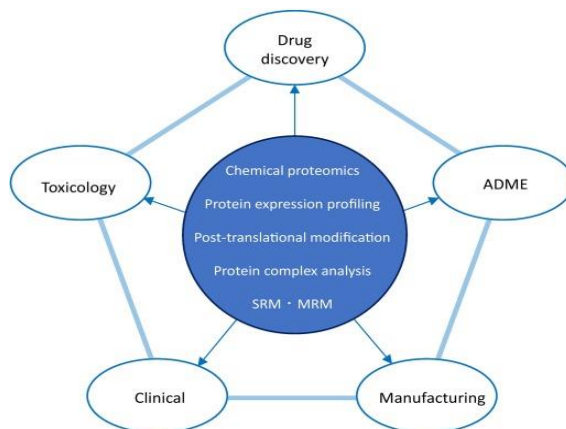 Drug
discovery
Toxicology
ADME
Chemical proteomics
Protein expression profiling
Post-translational modification
Protein complex analysis
SRM・MRM
Clinical
Manufacturing